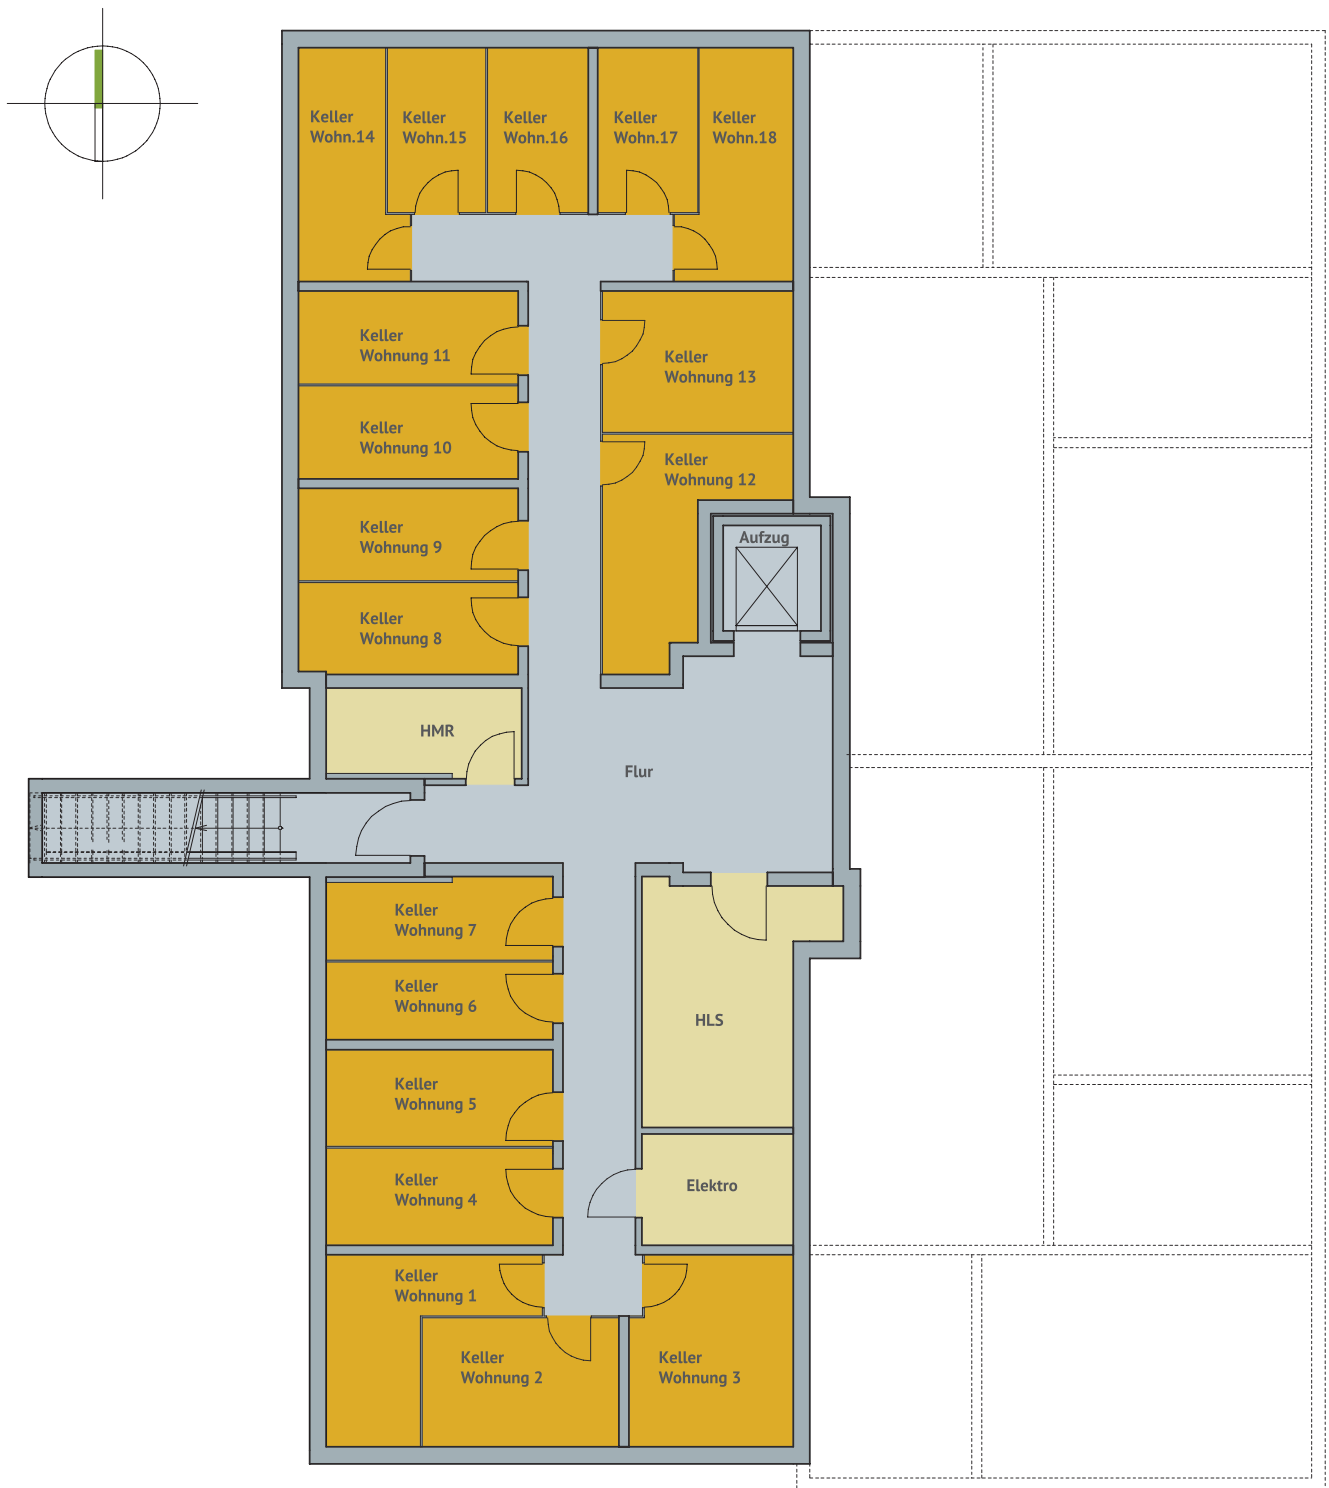 Keller
Wohn.14
Keller
Wohn.15
Keller
Wohn.16
Keller
Wohn.17
Keller
Wohn.18
Keller
Wohnung 11
Keller
Wohnung 13
Keller
Wohnung 10
Keller
Wohnung 12
Keller
Wohnung 9
Aufzug
Keller
Wohnung 8
HMR
Flur
Keller
Wohnung 7
Keller
Wohnung 6
HLS
Keller
Wohnung 5
Keller
Wohnung 4
Elektro
Keller
Wohnung 1
Keller
Wohnung 2
Keller
Wohnung 3